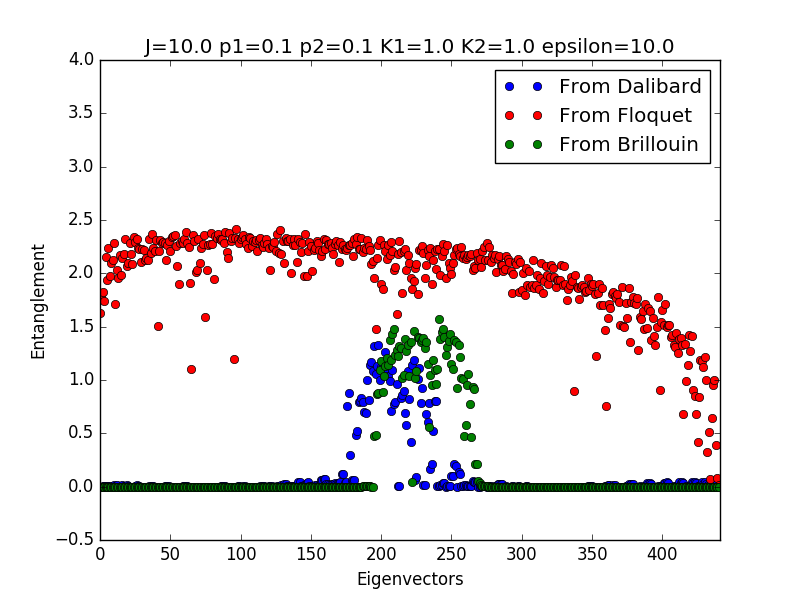 J=10.0 p1=0.1 p2=0.1 K1=1.0 K2=1.0 epsilon=10.0
4.0
3.5
3.0
2.5
2.0
1.5
1.0
0.5
0.0
−0.5
Entanglement
From Dalibard
From Floquet
From Brillouin
0 50 100 150 200 250 300 350 400
Eigenvectors